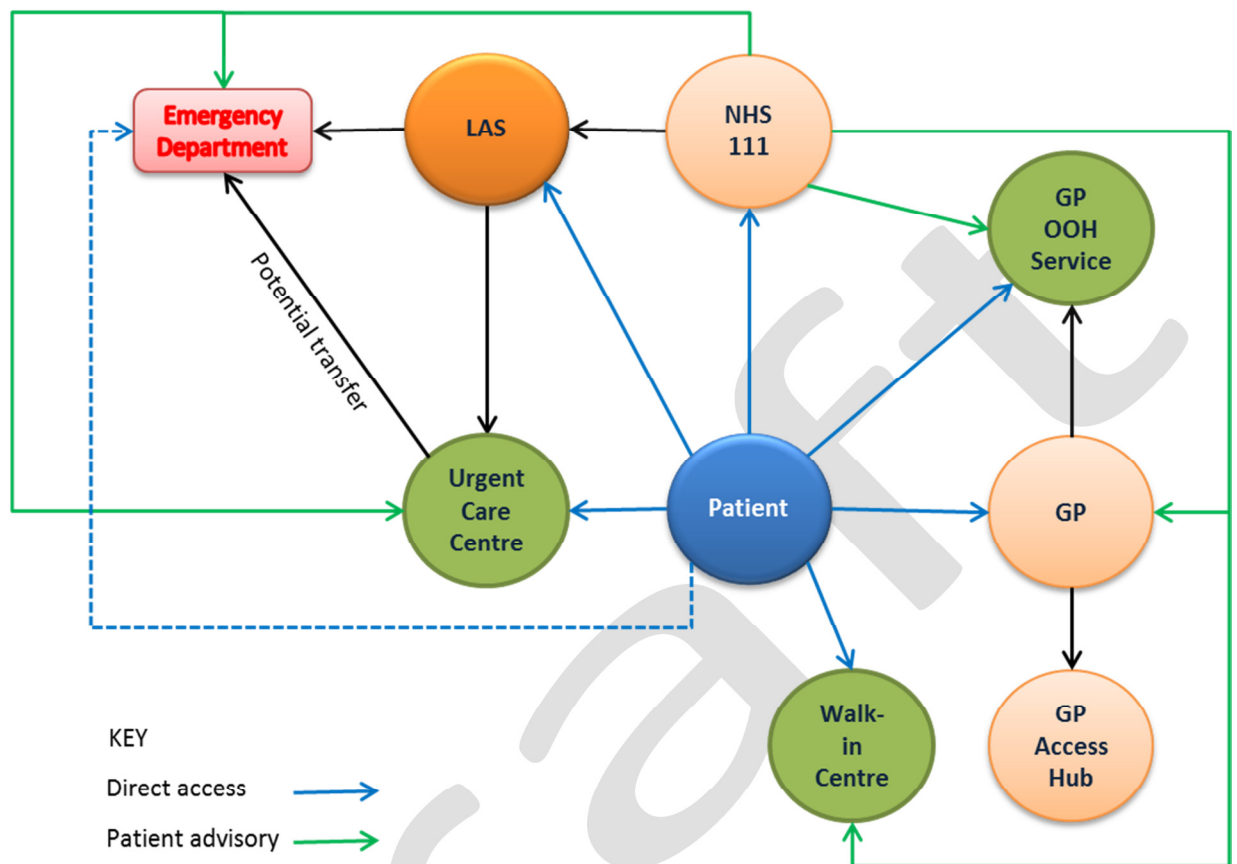 Emergency
Department
LAS
NHS
111
GP
OOH
Service
Potential transfer
Urgent
Care
Centre
Patient
GP
Walk-
in
Centre
GP
Access
Hub
KEY
Direct access
Patient advisory